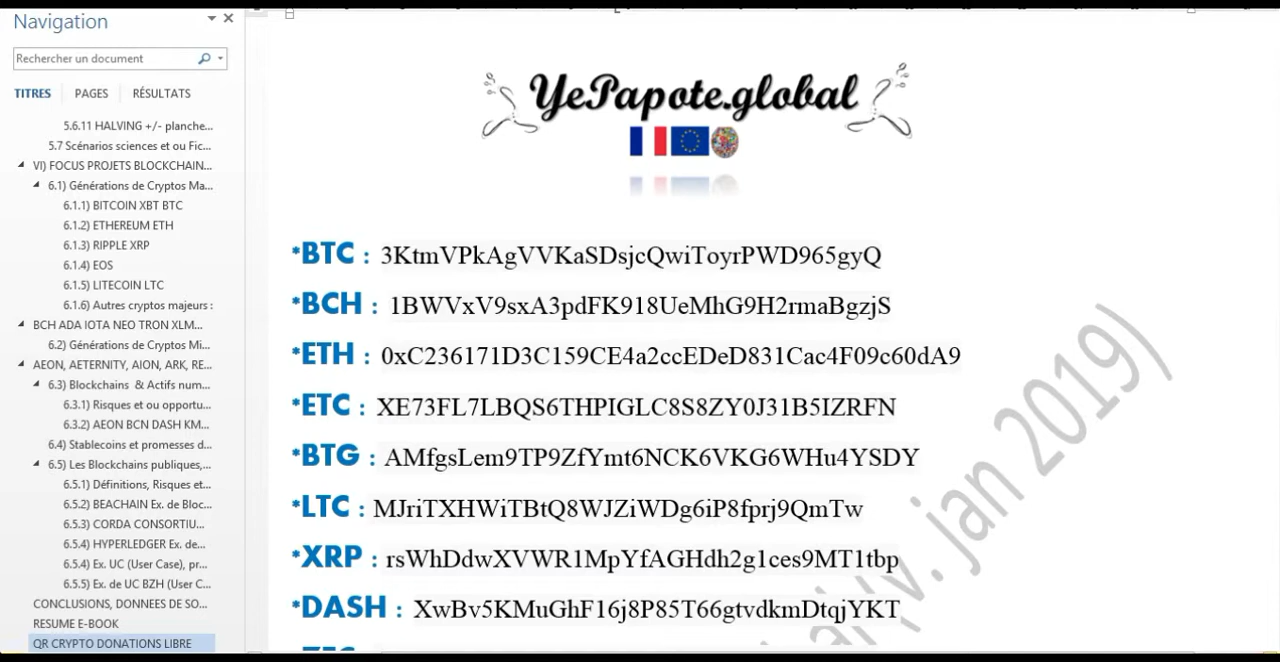 Navigation
Rechercher un document
TITRES PAGES RÉSULTATS
5.6.11 HALVING +/- planche...
5.7 Scénarios sciences et ou Fic...
VI) FOCUS PROJETS BLOCKCHAIN...
6.1) Générations de Cryptos Ma...
6.1.1) BITCOIN XBT BTC
6.1.2) ETHEREUM ETH
6.1.3) RIPPLE XRP
6.1.4) EOS
6.1.5) LITECOIN LTC
6.1.6) Autres cryptos majeurs :
BCH ADA IOTA NEO TRON XLM...
6.2) Générations de Cryptos Mi...
AEON, AETERNITY, AION, ARK, RE...
6.3) Blockchains & Actifs num...
6.3.1) Risques et ou opportu...
6.3.2) AEON BCN DASH KM...
6.4) Stablecoins et promesses d...
6.5) Les Blockchains publiques,...
6.5.1) Définitions, Risques et...
6.5.2) BEACHAIN Ex. de Bloc...
6.5.3) CORDA CONSORTIU...
6.5.4) HYPERLEDGER Ex. de...
6.5.4) Ex. UC (User Case), pr...
6.5.5) Ex. de UC BZH (User C...
CONCLUSIONS, DONNEES DE SO...
RESUME E-BOOK
QR CRYPTO DONATIONS LIBRE
YePapote.global
*BTC : 3KtmVPkAgVVKaSDsjcQwiToyrPWD965gyQ
*BCH : 1BWVxV9sxA3pdFK918UeMhG9H2rmaBgzjS
*ETH : 0xC236171D3C159CE4a2ccEDeD831Cac4F09c60dA9
*ETC : XE73FL7LBQS6THPIGLC8S8ZY0J31B5IZRFN
*BTG : AMfgsLem9TP9ZfYmt6NCK6VKG6WHu4YSDY
*LTC : MJriTXHWiTBtQ8WJZiWDg6iP8fprj9QmTw
*XRP : rsWhDdwXVWR1MpYfAGHdh2g1ces9MT1tbp
*DASH : XwBv5KMuGhF16j8P85T66gtvdkmDtqjYKT
(v. jan 2019)